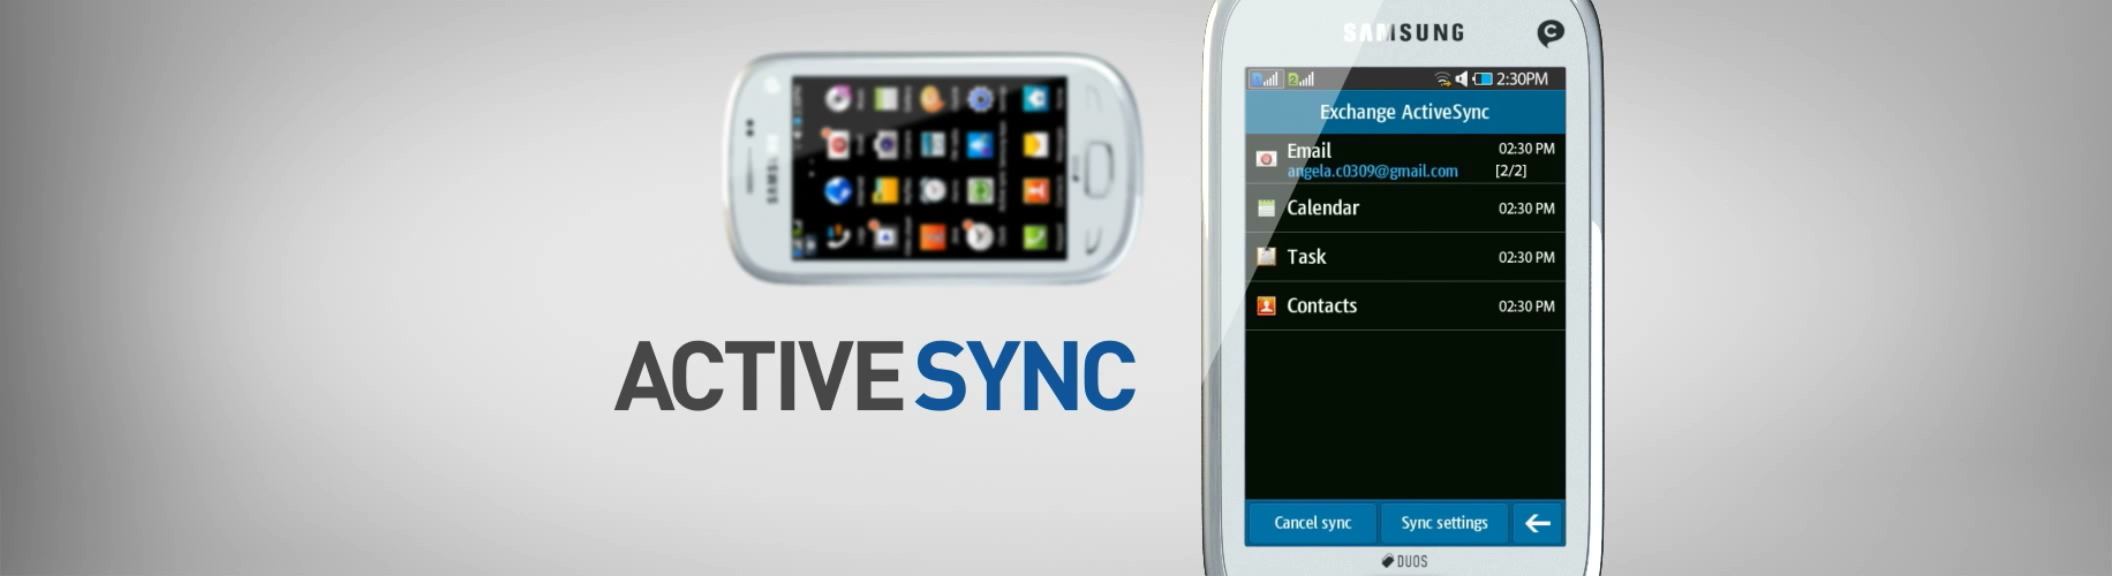 SAMSUNG
2:30PM
Exchange ActiveSync
Email 02:30 PM
angela.c0309@gmail.com [2/2]
Calendar 02:30 PM
Task 02:30 PM
Contacts 02:30 PM
Cancel sync Sync settings
DUOS
SAMSUNG
ACTIVE SYNC